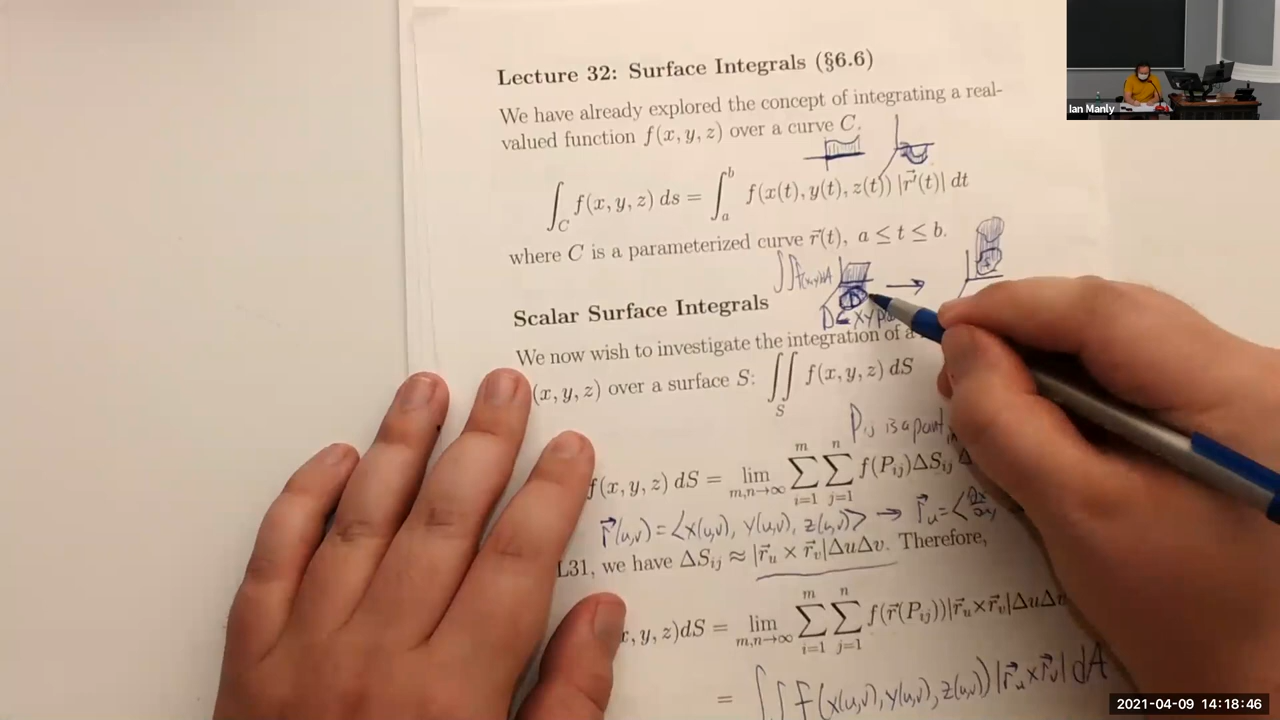 Ian Manly
Lecture 32: Surface Integrals (§6.6)
We have already explored the concept of integrating a real-
valued function f(x, y, z) over a curve C.
∫_C f(x, y, z) ds = ∫_a^b f(x(t), y(t), z(t)) |r⃗'(t)| dt
where C is a parameterized curve r⃗(t), a ≤ t ≤ b.
∬f(x,y)dA
Scalar Surface Integrals
We now wish to investigate the integration of
(x, y, z) over a surface S: ∬_S f(x, y, z) dS
P_ij is a point
f(x, y, z) dS = lim_{m,n→∞} ∑_{i=1}^m ∑_{j=1}^n f(P_ij)ΔS_ij
r⃗(u,v) = ⟨x(u,v), y(u,v), z(u,v)⟩ → r⃗_u = ⟨∂x/∂u
L31, we have ΔS_ij ≈ |r⃗_u × r⃗_v|ΔuΔv. Therefore,
, y, z)dS = lim_{m,n→∞} ∑_{i=1}^m ∑_{j=1}^n f(r⃗(P_ij))|r⃗_u×r⃗_v|ΔuΔv
= ∬ f(x(u,v), y(u,v), z(u,v)) |r⃗_u × r⃗_v| dA
2021-04-09 14:18:46